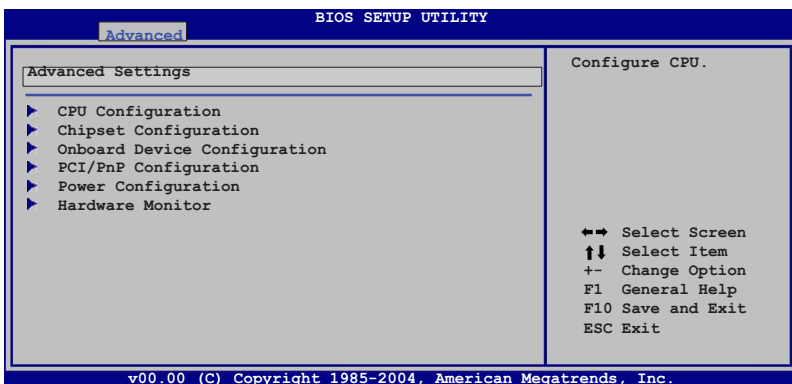 BIOS SETUP UTILITY
Advanced
Advanced Settings
CPU Configuration
Chipset Configuration
Onboard Device Configuration
PCI/PnP Configuration
Power Configuration
Hardware Monitor
Configure CPU.
Select Screen
Select Item
+- Change Option
F1 General Help
F10 Save and Exit
ESC Exit
v00.00 (C) Copyright 1985-2004, American Megatrends, Inc.